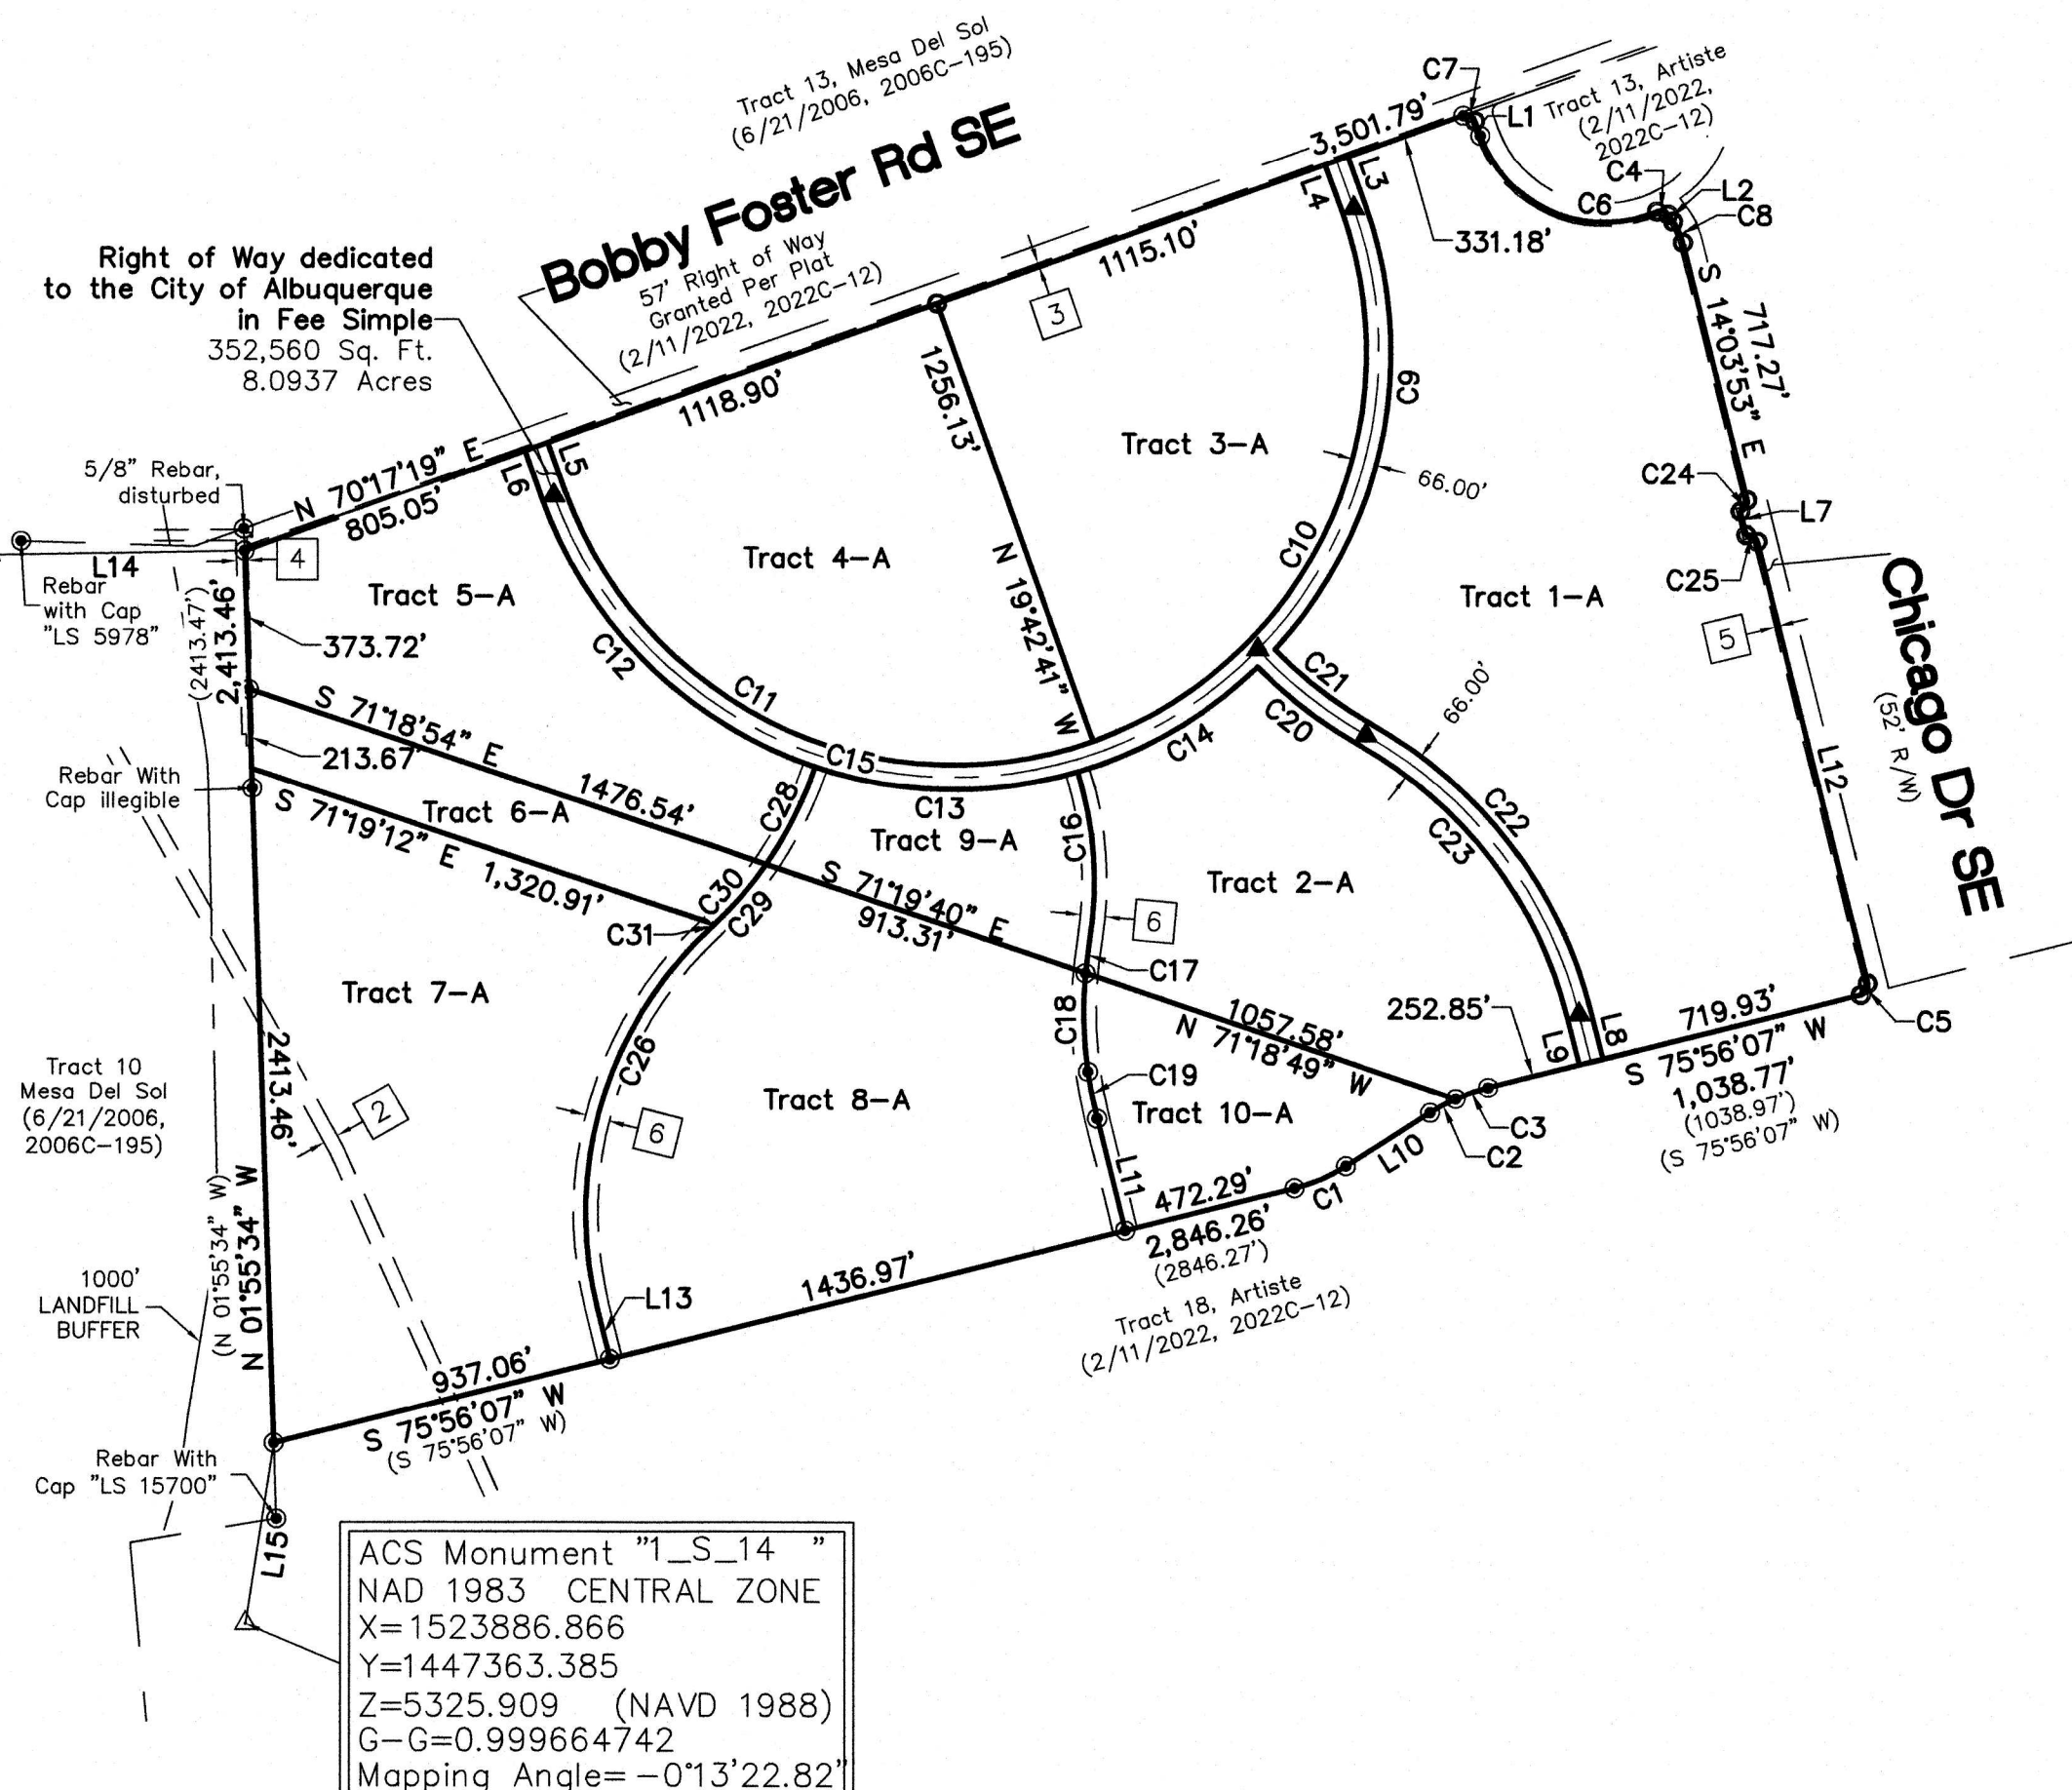 Tract 13, Mesa Del Sol
(6/21/2006, 2006C-195)
Bobby Foster Rd SE
57' Right of Way
Granted Per Plat
(2/11/2022, 2022C-12)
Right of Way dedicated
to the City of Albuquerque
in Fee Simple
352,560 Sq. Ft.
8.0937 Acres
C7
L1
Tract 13, Artiste
(2/11/2022,
2022C-12)
3,501.79'
C4
L2
C6
C8
L3
L4
331.18'
1115.10'
3
S 14°03'53" E
717.27'
1118.90'
1256.13'
N 19°42'41" W
Tract 3-A
C9
66.00'
C10
5/8" Rebar,
disturbed
N 70°17'19" E
805.05'
L5
L6
4
L14
Rebar
with Cap
"LS 5978"
(2413.47')
2,413.46'
373.72'
Tract 5-A
Tract 4-A
Tract 1-A
C24
L7
C25
5
Chicago Dr SE
(52' R/W)
L12
C12
C11
C15
C13
C14
C21
C20
66.00'
C22
C23
S 71°18'54" E
1476.54'
213.67'
Rebar With
Cap illegible
S 71°19'12" E 1,320.91'
Tract 6-A
C28
Tract 9-A
C16
Tract 2-A
C30
C29
C31
S 71°19'40" E
913.31'
6
C17
C18
1057.58'
N 71°18'49" W
252.85'
719.93'
S 75°56'07" W
1,038.77'
(1038.97')
(S 75°56'07" W)
C5
L8
L9
C19
Tract 10-A
C3
C2
L10
C1
L11
Tract 7-A
C26
6
Tract 8-A
2413.46'
2
Tract 10
Mesa Del Sol
(6/21/2006,
2006C-195)
N 01°55'34" W
(N 01°55'34" W)
1000'
LANDFILL
BUFFER
L13
1436.97'
472.29'
2,846.26'
(2846.27')
Tract 18, Artiste
(2/11/2022, 2022C-12)
937.06'
S 75°56'07" W
(S 75°56'07" W)
Rebar With
Cap "LS 15700"
L15
ACS Monument "1_S_14 "
NAD 1983 CENTRAL ZONE
X=1523886.866
Y=1447363.385
Z=5325.909 (NAVD 1988)
G-G=0.999664742
Mapping Angle= -0°13'22.82"